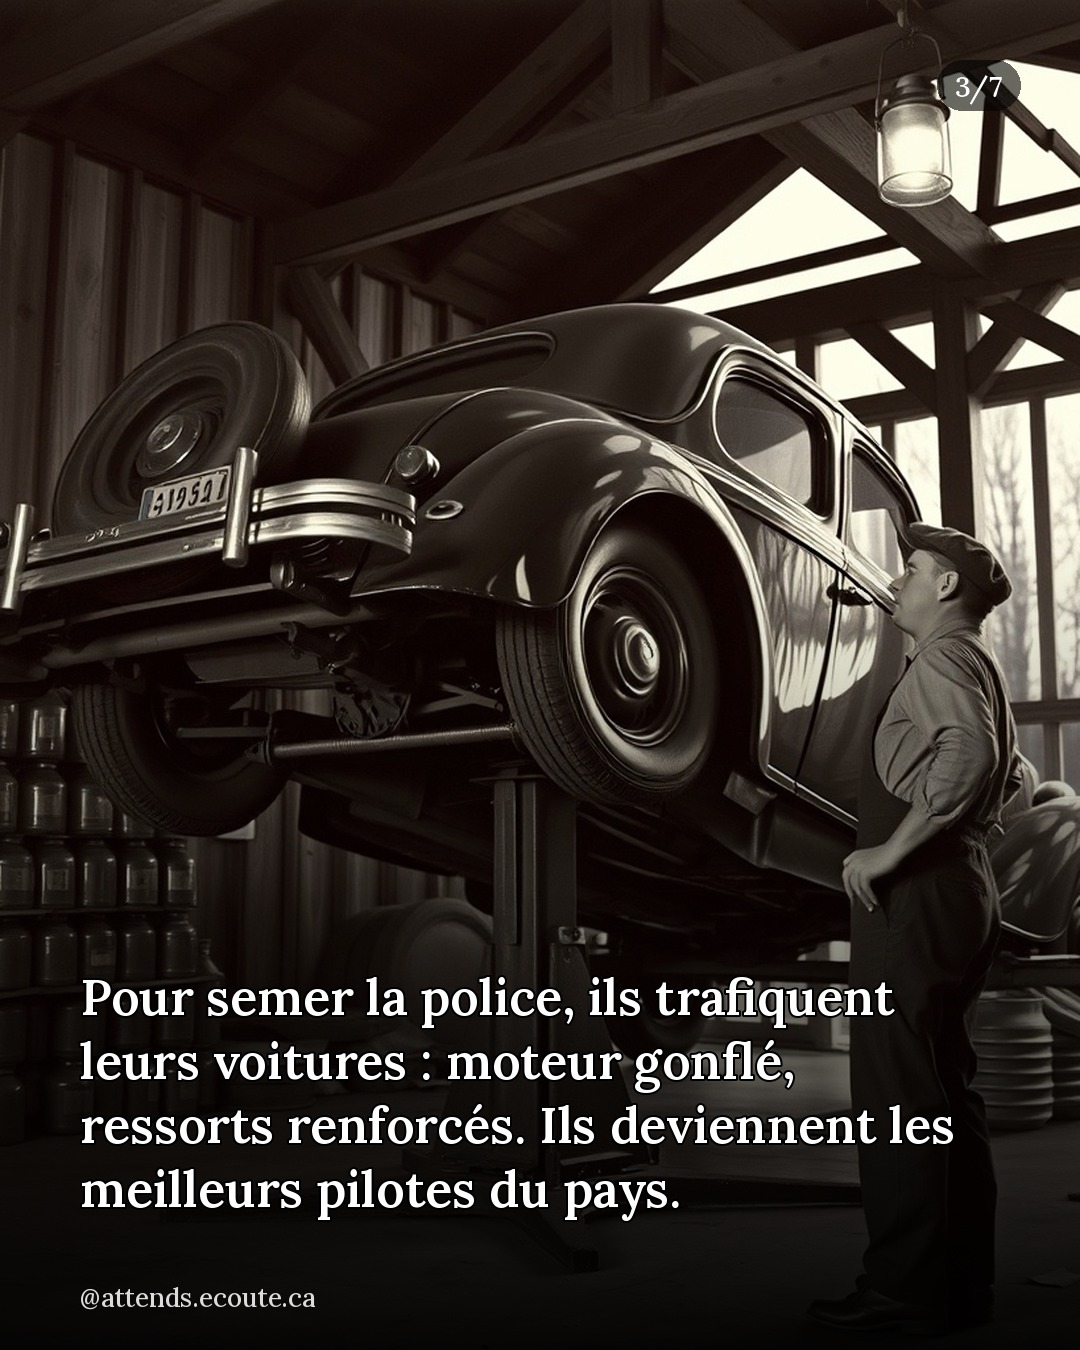 3/7
Pour semer la police, ils trafiquent
leurs voitures : moteur gonflé,
ressorts renforcés. Ils deviennent les
meilleurs pilotes du pays.
@attends.ecoute.ca